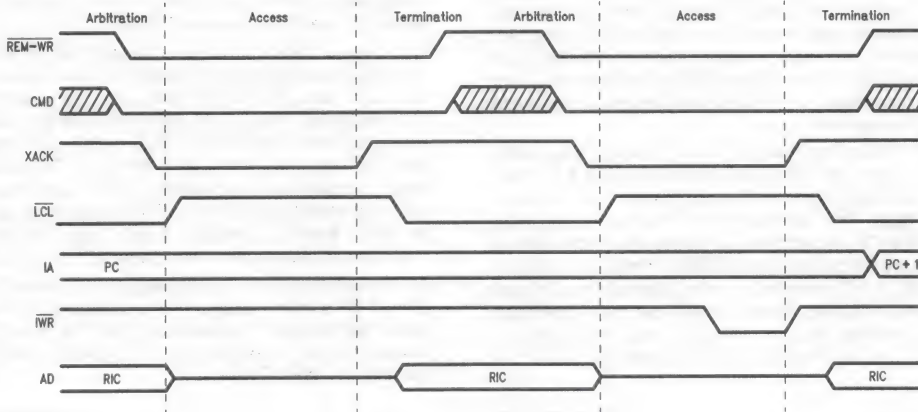 Arbitration Access Termination Arbitration Access Termination
REM-WR
CMD
XACK
LCL
IA PC PC + 1
IWR
AD RIC RIC RIC